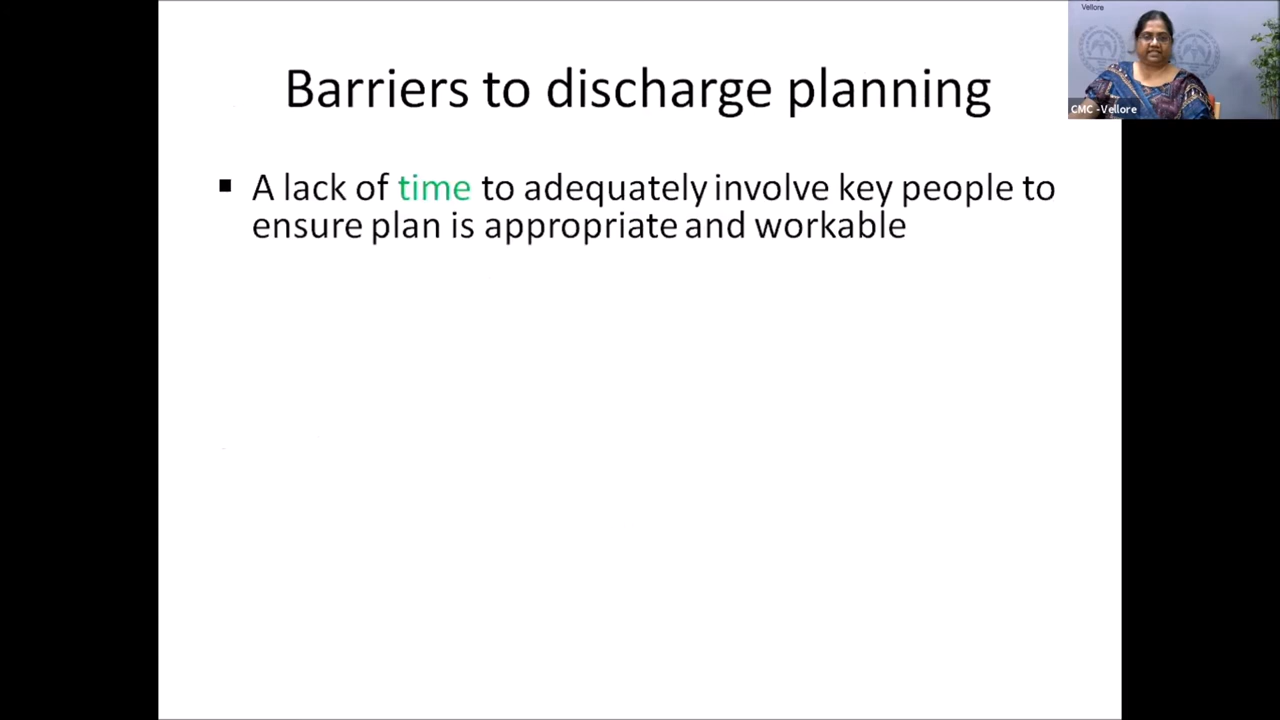 Vellore
Barriers to discharge planning
CMC -Vellore
▪ A lack of time to adequately involve key people to
ensure plan is appropriate and workable